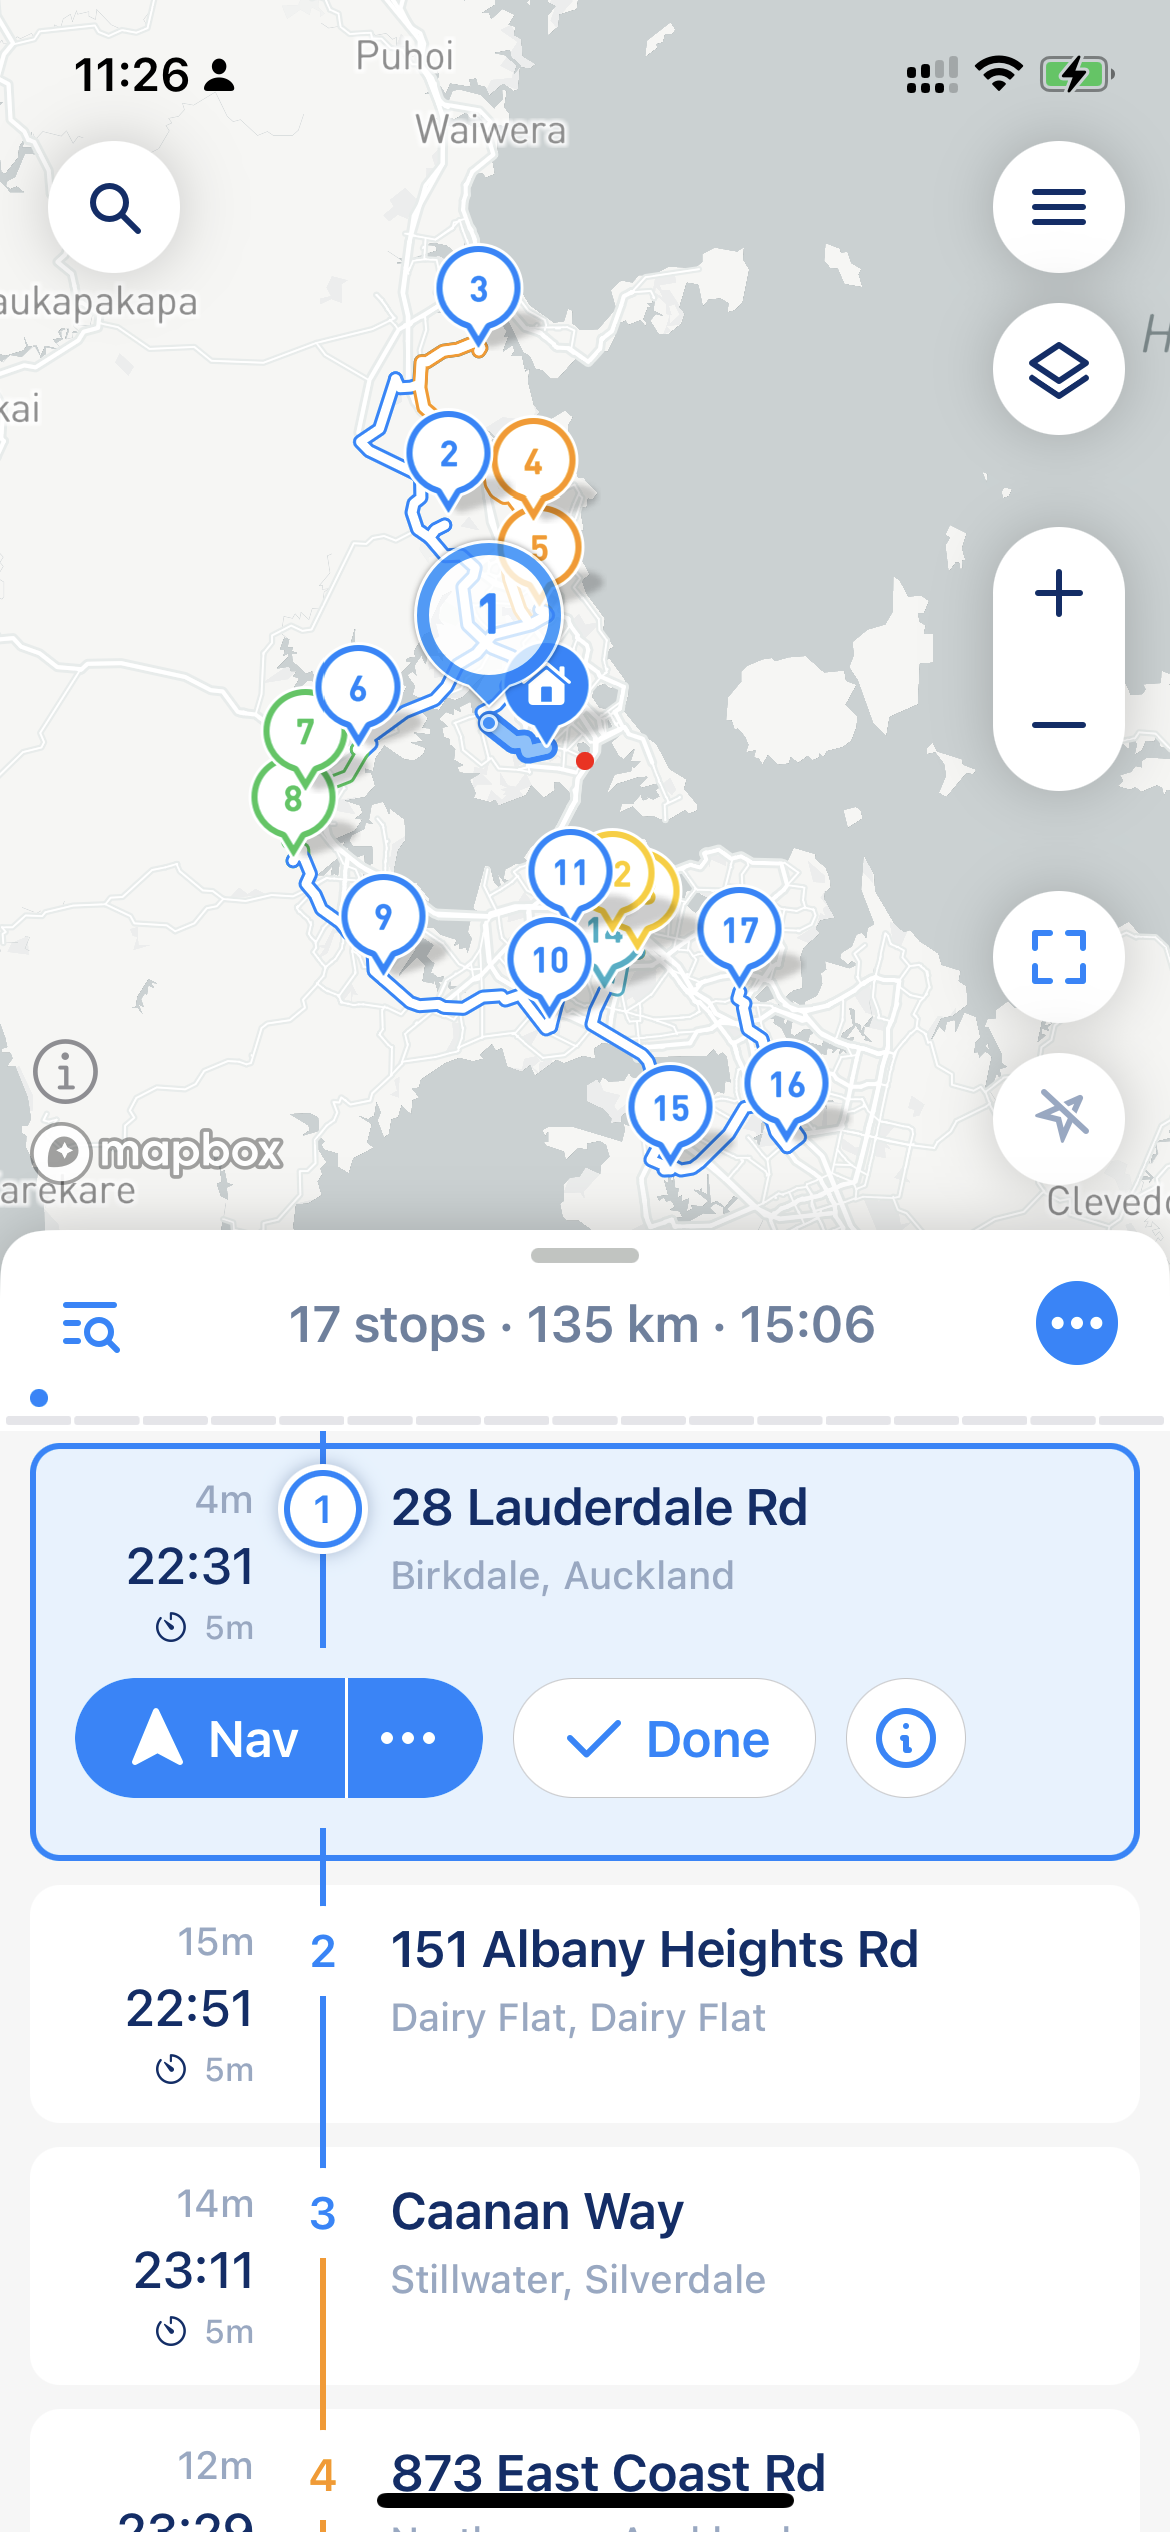 11:26
Puhoi
Waiwera
aukapakapa
kai
H
3
2
4
5
1
6
7
8
11
2
9
10
14
17
15
16
mapbox
arekare
Clevedo
17 stops · 135 km · 15:06
4m
1
28 Lauderdale Rd
22:31
Birkdale, Auckland
5m
Nav
Done
15m
2
151 Albany Heights Rd
22:51
Dairy Flat, Dairy Flat
5m
14m
3
Caanan Way
23:11
Stillwater, Silverdale
5m
12m
4
873 East Coast Rd
23:29